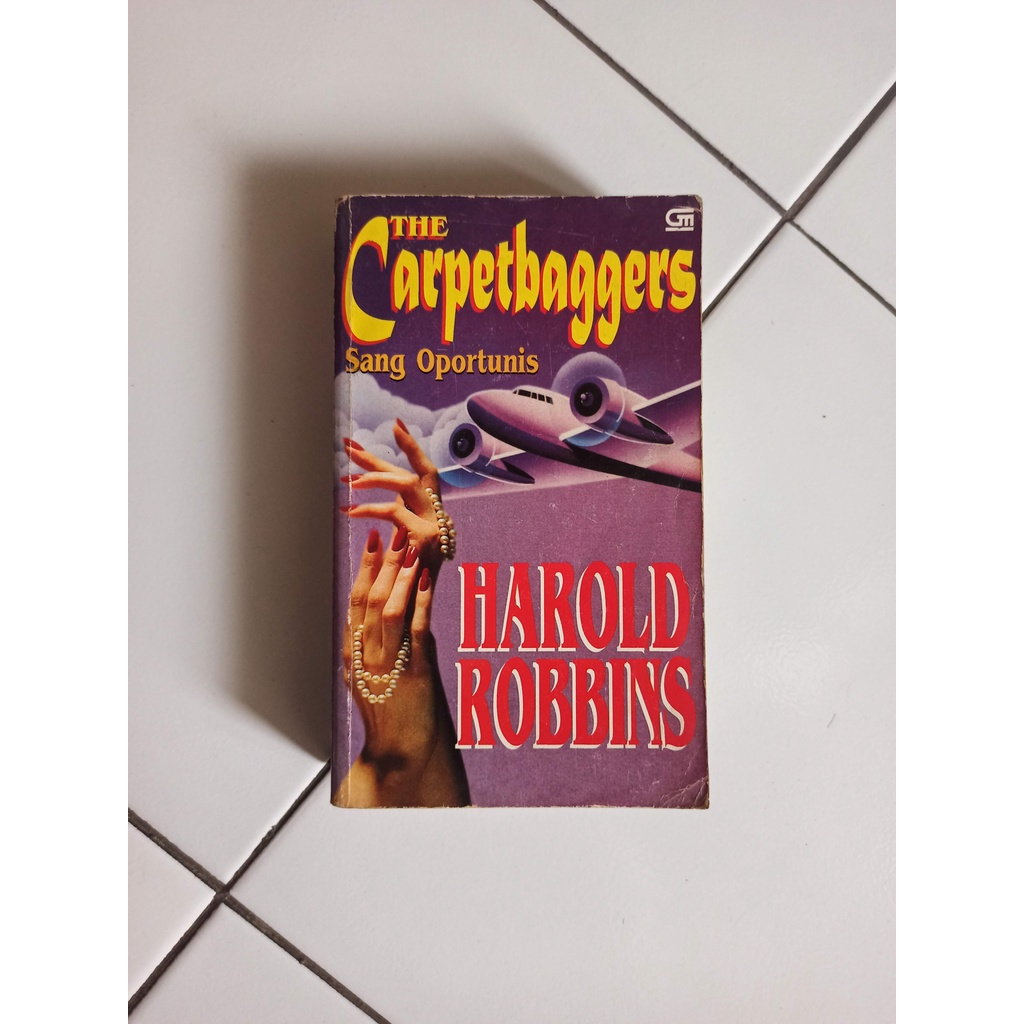 THE
Carpetbaggers
Sang Oportunis
HAROLD
ROBBINS
GM